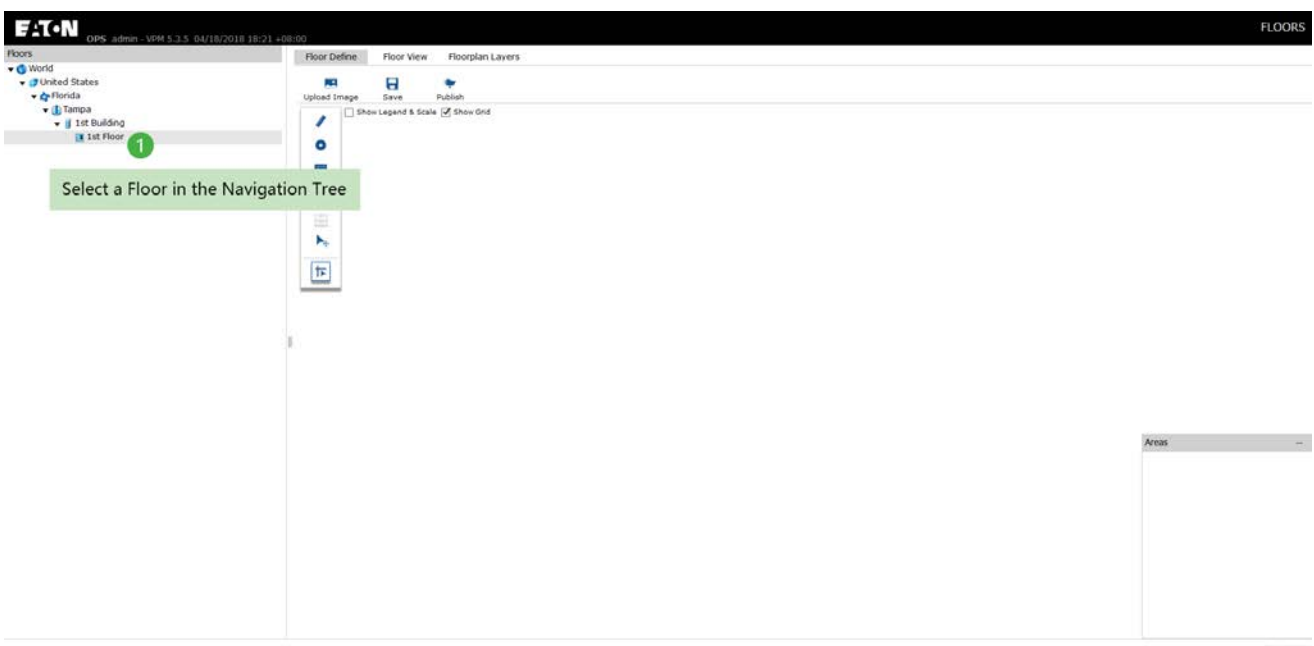 EATON OPS admin - VPM 5.3.5 04/18/2018 18:21 +08:00
FLOORS
Floors
World
United States
Florida
Tampa
1st Building
1st Floor
1
Select a Floor in the Navigation Tree
Floor Define Floor View Floorplan Layers
Upload Image Save Publish
Show Legend & Scale Show Grid
Areas